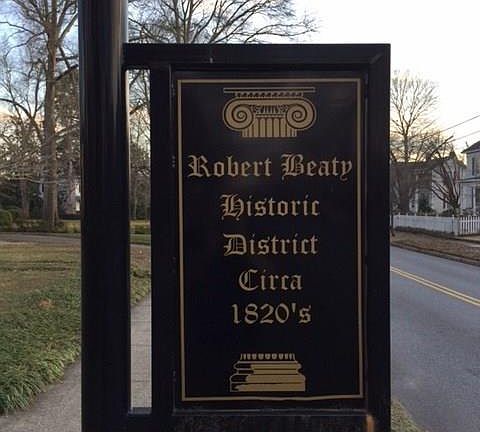 Robert Beaty
Historic
District
Circa
1820's